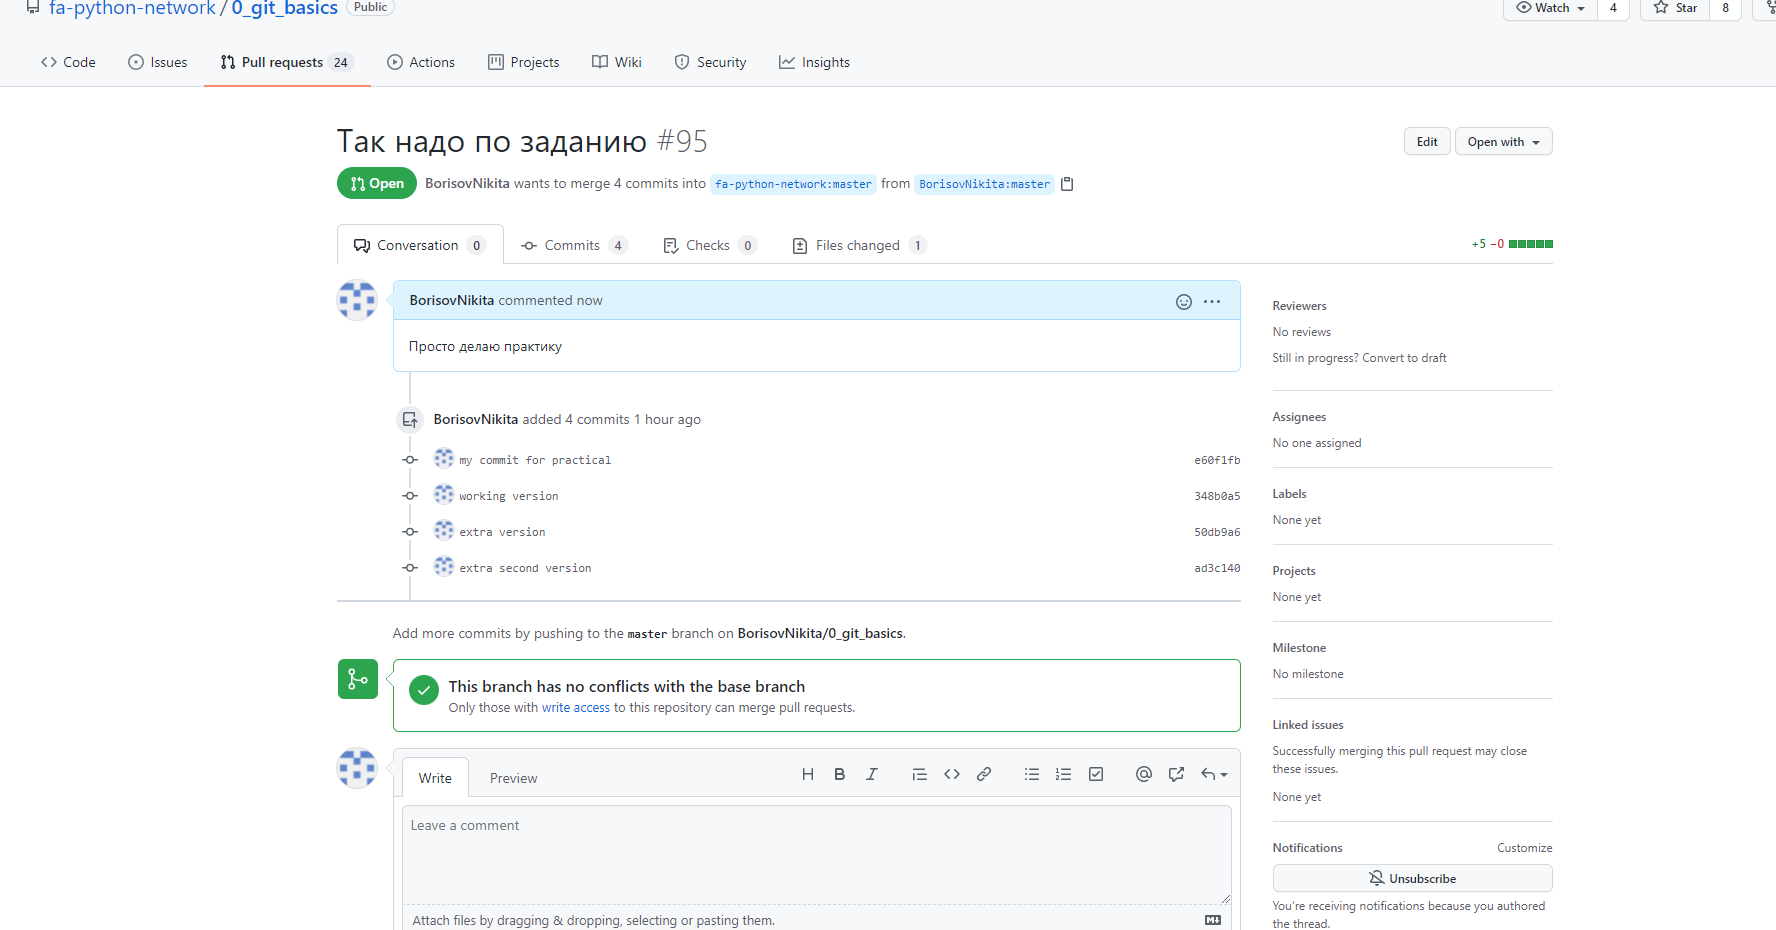 fa-python-network / 0_git_basics Public
Watch 4 Star 8
Code Issues Pull requests 24 Actions Projects Wiki Security Insights
Так надо по заданию #95
Edit Open with
Open BorisovNikita wants to merge 4 commits into fa-python-network:master from BorisovNikita:master
Conversation 0 Commits 4 Checks 0 Files changed 1
+5 −0
BorisovNikita commented now
Просто делаю практику
BorisovNikita added 4 commits 1 hour ago
my commit for practical e60f1fb
working version 348b0a5
extra version 50db9a6
extra second version ad3c140
Add more commits by pushing to the master branch on BorisovNikita/0_git_basics.
This branch has no conflicts with the base branch
Only those with write access to this repository can merge pull requests.
Write Preview
Leave a comment
Attach files by dragging & dropping, selecting or pasting them.
Reviewers
No reviews
Still in progress? Convert to draft
Assignees
No one assigned
Labels
None yet
Projects
None yet
Milestone
No milestone
Linked issues
Successfully merging this pull request may close
these issues.
None yet
Notifications Customize
Unsubscribe
You’re receiving notifications because you authored
the thread.